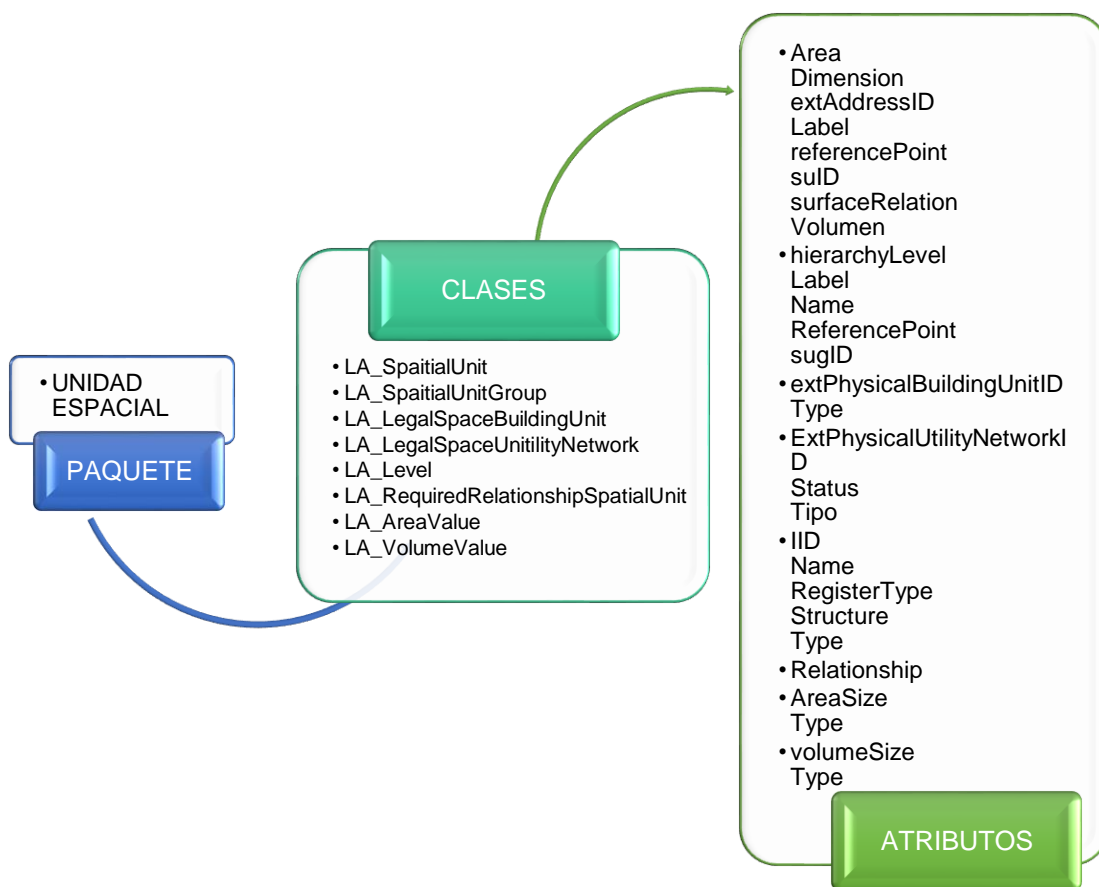 • UNIDAD
ESPACIAL
PAQUETE
CLASES
• LA_SpaitialUnit
• LA_SpaitialUnitGroup
• LA_LegalSpaceBuildingUnit
• LA_LegalSpaceUnitilityNetwork
• LA_Level
• LA_RequiredRelationshipSpatialUnit
• LA_AreaValue
• LA_VolumeValue
• Area
Dimension
extAddressID
Label
referencePoint
suID
surfaceRelation
Volumen
• hierarchyLevel
Label
Name
ReferencePoint
sugID
• extPhysicalBuildingUnitID
Type
• ExtPhysicalUtilityNetworkI
D
Status
Tipo
• IID
Name
RegisterType
Structure
Type
• Relationship
• AreaSize
Type
• volumeSize
Type
ATRIBUTOS